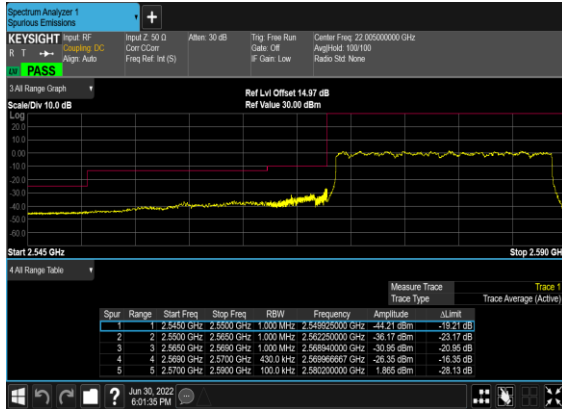 Spectrum Analyzer 1
Spurious Emissions
+
KEYSIGHT Input: RF Input Z: 50 Ω Atten: 30 dB Trig: Free Run Center Freq: 22.005000000 GHz
R T Coupling: DC Corr CCorr Gate: Off Avg|Hold: 100/100
Align: Auto Freq Ref: Int (S) IF Gain: Low Radio Std: None
PASS
3 All Range Graph
Ref Lvl Offset 14.97 dB
Scale/Div 10.0 dB Ref Value 30.00 dBm
Log
20.0
10.0
0.00
-10.0
-20.0
-30.0
-40.0
-50.0
-60.0
Start 2.545 GHz Stop 2.590 GHz
4 All Range Table
Measure Trace Trace 1
Trace Type Trace Average (Active)
Spur Range Start Freq Stop Freq RBW Frequency Amplitude ΔLimit
1 1 2.5450 GHz 2.5500 GHz 1.000 MHz 2.549925000 GHz -44.21 dBm -19.21 dB
2 2 2.5500 GHz 2.5650 GHz 1.000 MHz 2.562250000 GHz -36.17 dBm -23.17 dB
3 3 2.5650 GHz 2.5690 GHz 1.000 MHz 2.568940000 GHz -30.95 dBm -20.95 dB
4 4 2.5690 GHz 2.5700 GHz 430.0 kHz 2.569966667 GHz -26.35 dBm -16.35 dB
5 5 2.5700 GHz 2.5900 GHz 100.0 kHz 2.580200000 GHz 1.865 dBm -28.13 dB
? Jun 30, 2022
6:01:35 PM